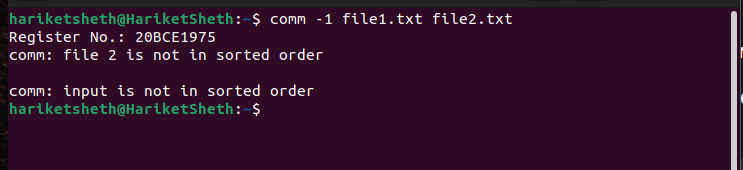 hariketsheth@HariketSheth:~$ comm -1 file1.txt file2.txt
Register No.: 20BCE1975
comm: file 2 is not in sorted order
comm: input is not in sorted order
hariketsheth@HariketSheth:~$